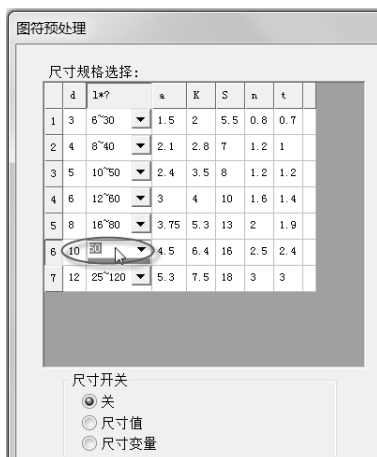 图符预处理
尺寸规格选择:
d l*? a K S n t
1 3 6~30 1.5 2 5.5 0.8 0.7
2 4 8~40 2.1 2.8 7 1.2 1
3 5 10~50 2.4 3.5 8 1.2 1.2
4 6 12~60 3 4 10 1.6 1.4
5 8 16~80 3.75 5.3 13 2 1.9
6 10 50 4.5 6.4 16 2.5 2.4
7 12 25~120 5.3 7.5 18 3 3
尺寸开关
关
尺寸值
尺寸变量